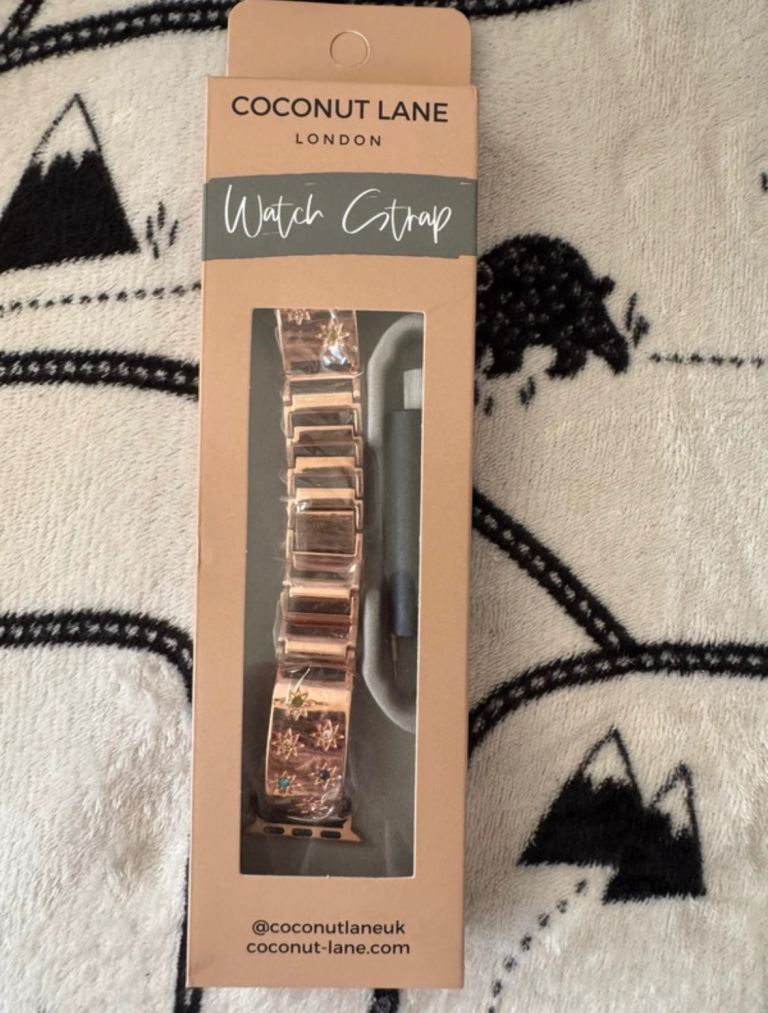 COCONUT LANE
LONDON
Watch Strap
@coconutlaneuk
coconut-lane.com